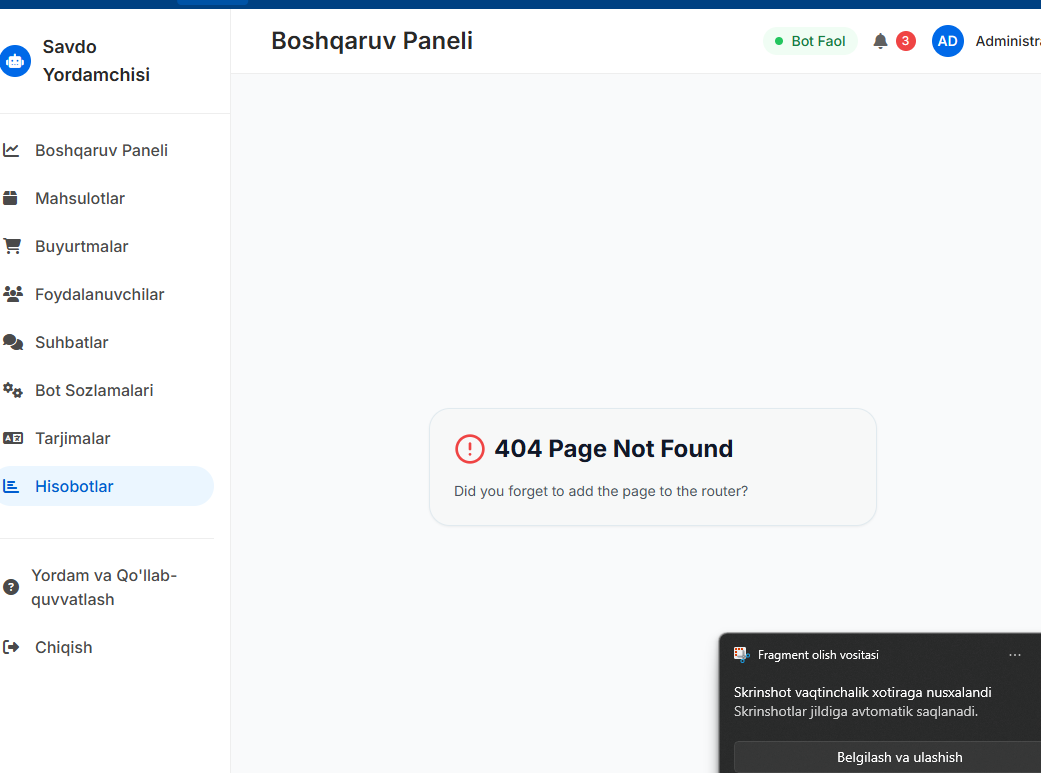 Savdo
Yordamchisi
Boshqaruv Paneli
Bot Faol
3
AD
Administra
Boshqaruv Paneli
Mahsulotlar
Buyurtmalar
Foydalanuvchilar
Suhbatlar
Bot Sozlamalari
Tarjimalar
Hisobotlar
Yordam va Qo'llab-
quvvatlash
Chiqish
404 Page Not Found
Did you forget to add the page to the router?
Fragment olish vositasi
Skrinshot vaqtinchalik xotiraga nusxalandi
Skrinshotlar jildiga avtomatik saqlanadi.
Belgilash va ulashish